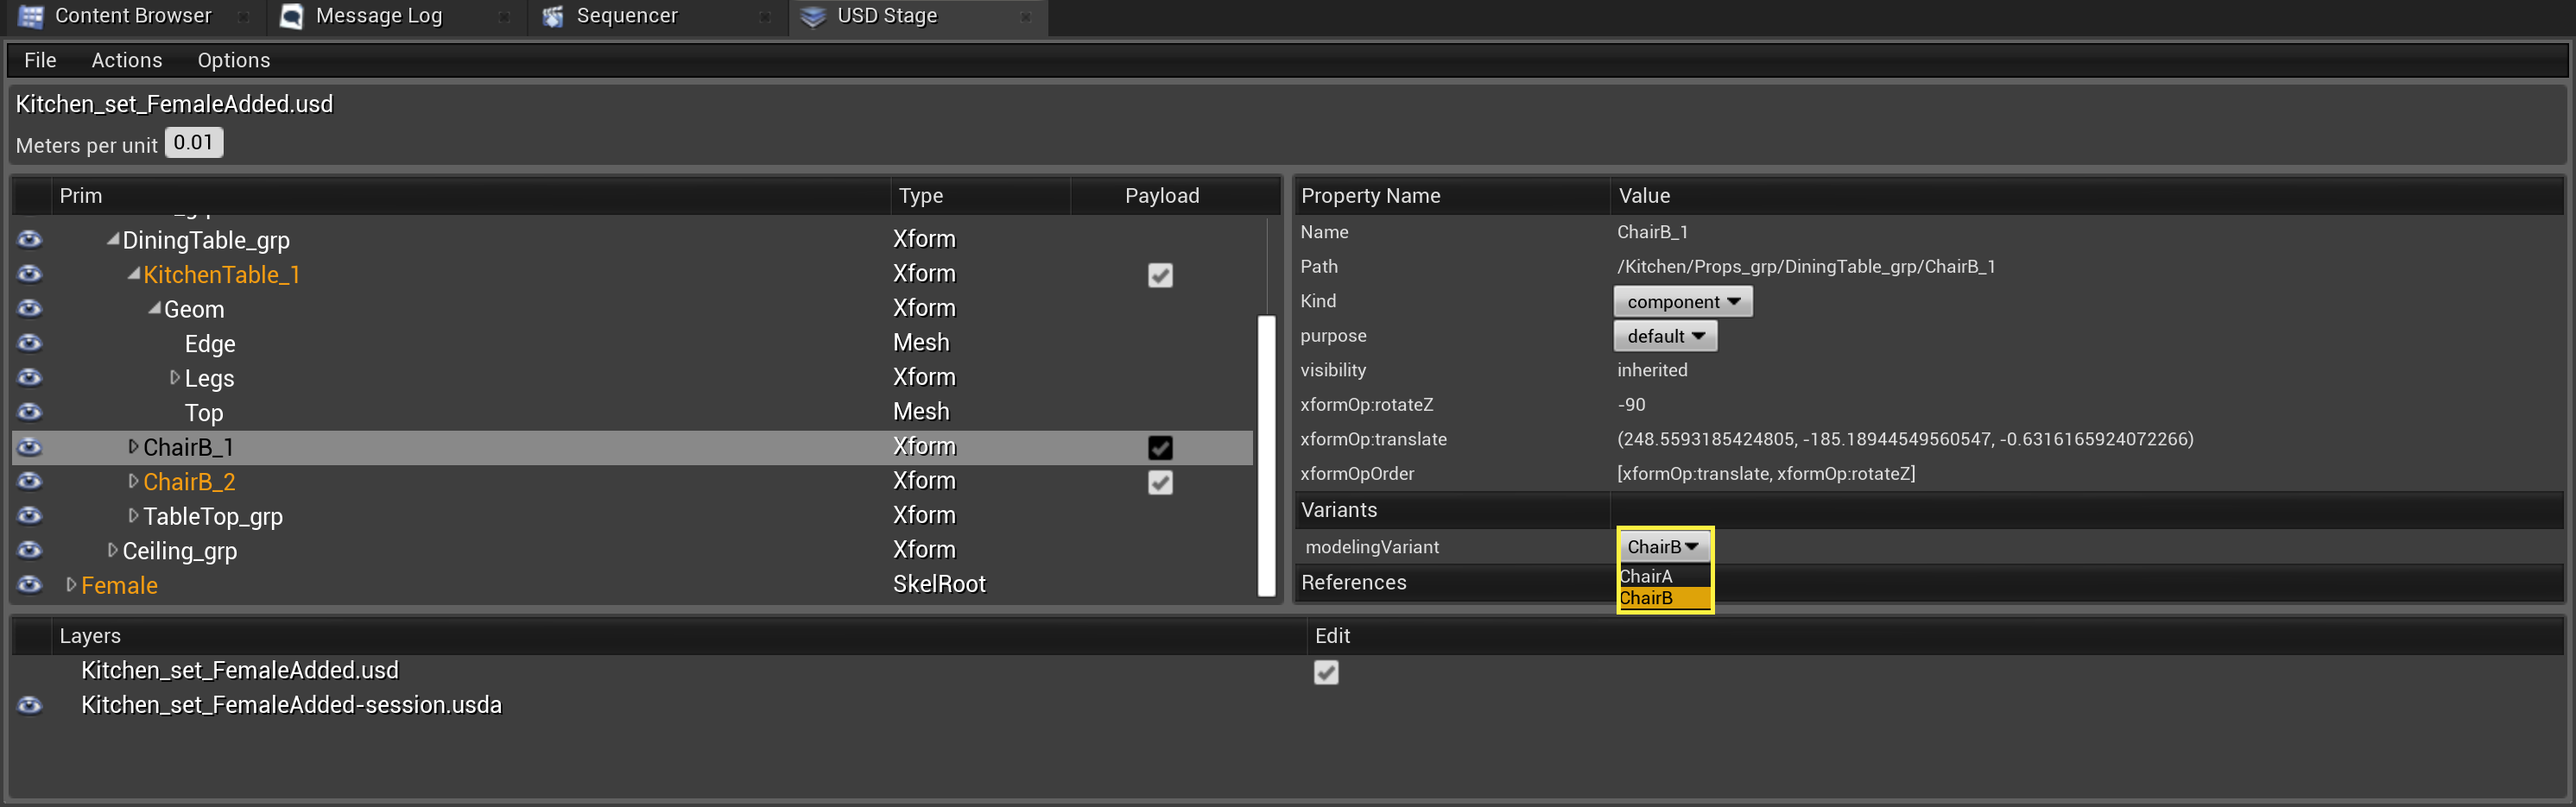 Content Browser Message Log Sequencer USD Stage
File Actions Options
Kitchen_set_FemaleAdded.usd
Meters per unit 0.01
Prim Type Payload
DiningTable_grp Xform
KitchenTable_1 Xform
Geom Xform
Edge Mesh
Legs Xform
Top Mesh
ChairB_1 Xform
ChairB_2 Xform
TableTop_grp Xform
Ceiling_grp Xform
Female SkelRoot
Property Name Value
Name ChairB_1
Path /Kitchen/Props_grp/DiningTable_grp/ChairB_1
Kind component
purpose default
visibility inherited
xformOp:rotateZ -90
xformOp:translate (248.5593185424805, -185.18944549560547, -0.6316165924072266)
xformOpOrder [xformOp:translate, xformOp:rotateZ]
Variants
modelingVariant ChairB
ChairA
References ChairB
Layers Edit
Kitchen_set_FemaleAdded.usd
Kitchen_set_FemaleAdded-session.usda